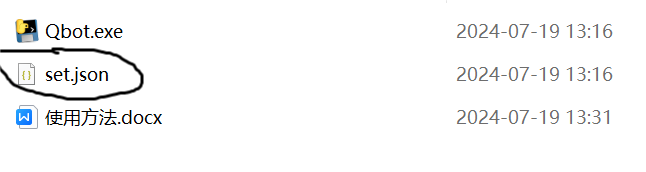 Qbot.exe 2024-07-19 13:16
set.json 2024-07-19 13:16
使用方法.docx 2024-07-19 13:31